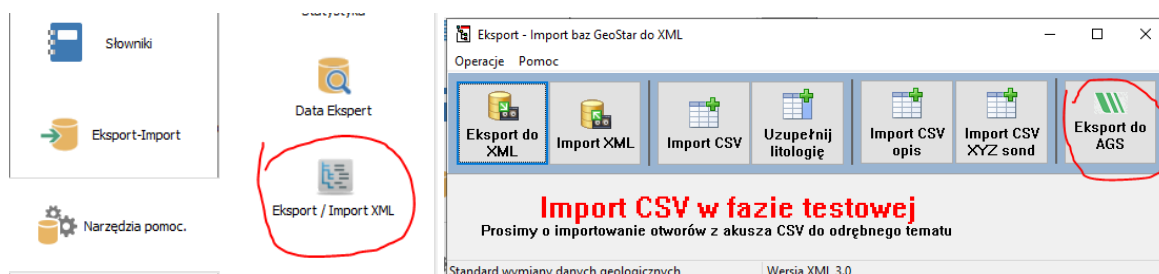 Statystyka
Słowniki
Data Ekspert
Eksport-Import
Eksport / Import XML
Narzędzia pomoc.
Eksport - Import baz GeoStar do XML
Operacje Pomoc
Eksport do
XML
Import XML
Import CSV
Uzupełnij
litologię
Import CSV
opis
Import CSV
XYZ sond
Eksport do
AGS
Import CSV w fazie testowej
Prosimy o importowanie otworów z akusza CSV do odrębnego tematu
Standard wymiany danych geologicznych
Wersja XML 3.0